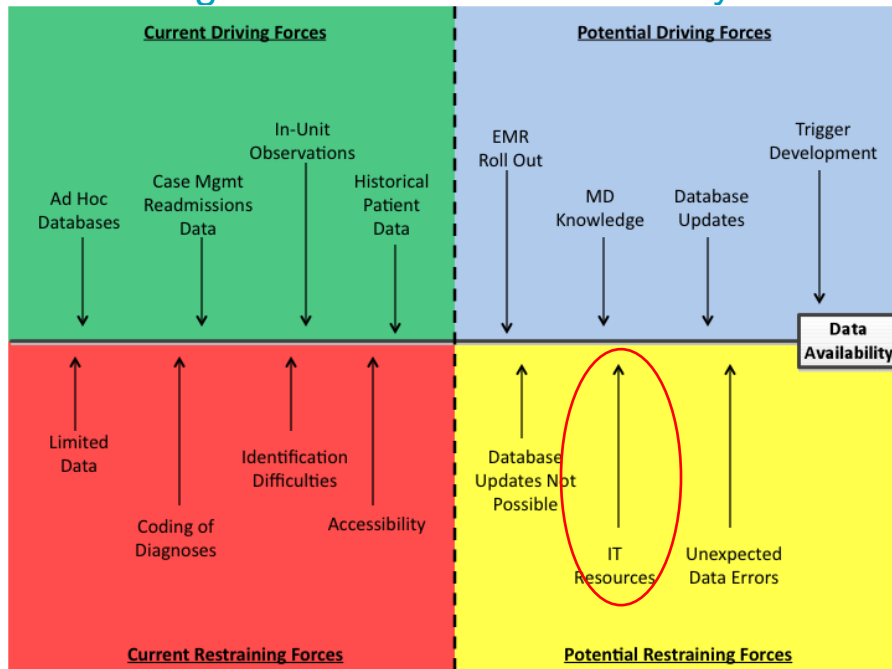 Current Driving Forces
Potential Driving Forces
In-Unit
Observations
EMR
Roll Out
Trigger
Development
Case Mgmt
Readmissions
Data
Historical
Patient
Data
Ad Hoc
Databases
MD
Knowledge
Database
Updates
Data
Availability
Limited
Data
Identification
Difficulties
Database
Updates Not
Possible
Coding of
Diagnoses
Accessibility
IT
Resources
Unexpected
Data Errors
Current Restraining Forces
Potential Restraining Forces